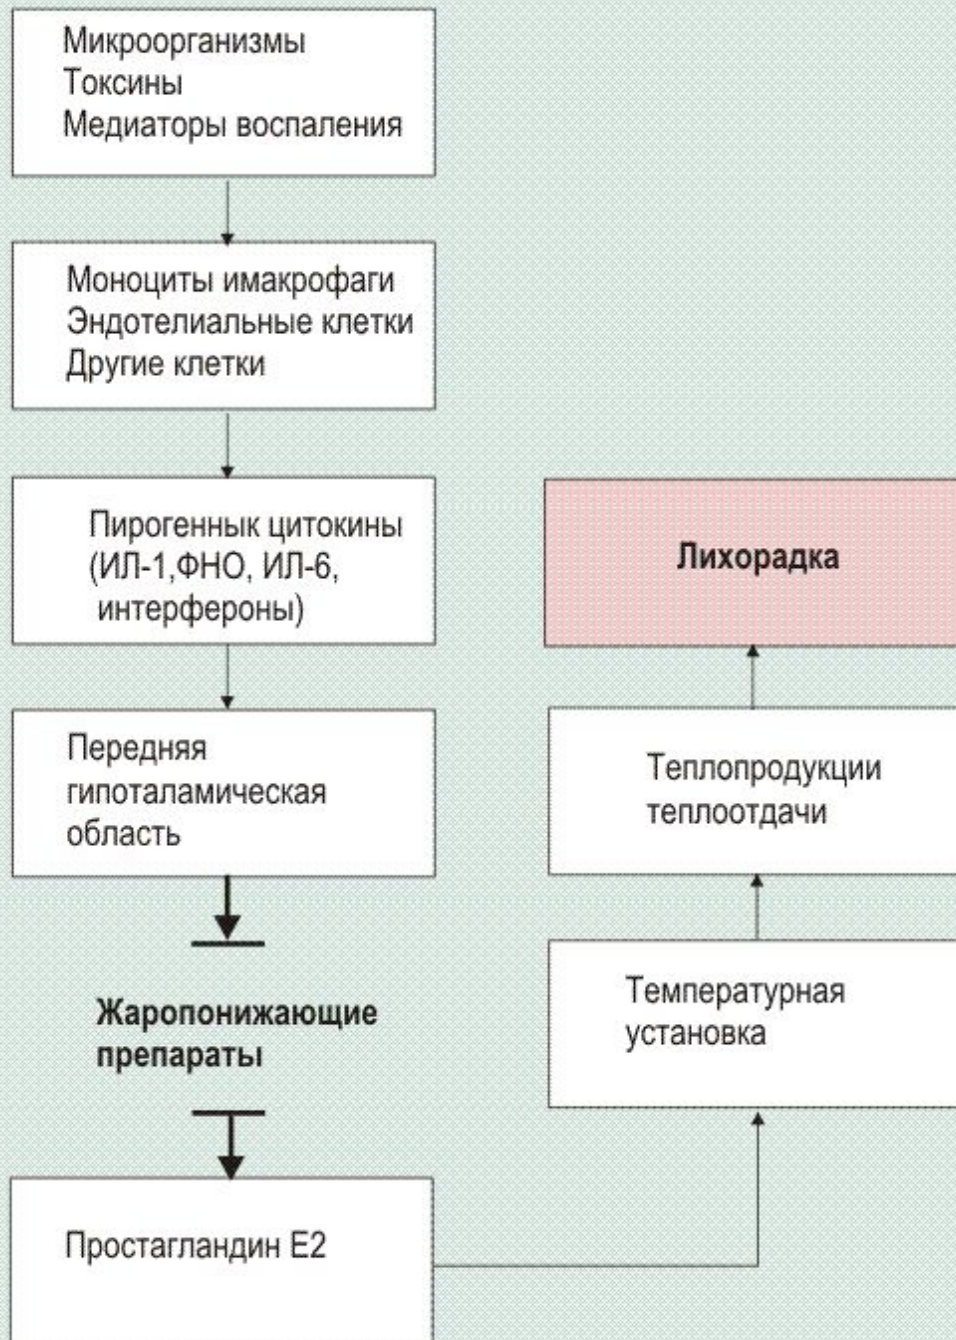 Микроорганизмы
Токсины
Медиаторы воспаления
Моноциты имакрофаги
Эндотелиальные клетки
Другие клетки
Пирогеннык цитокины
(ИЛ-1,ФНО, ИЛ-6,
интерфероны)
Передняя
гипоталамическая
область
Жаропонижающие
препараты
Простагландин Е2
Температурная
установка
Теплопродукции
теплоотдачи
Лихорадка